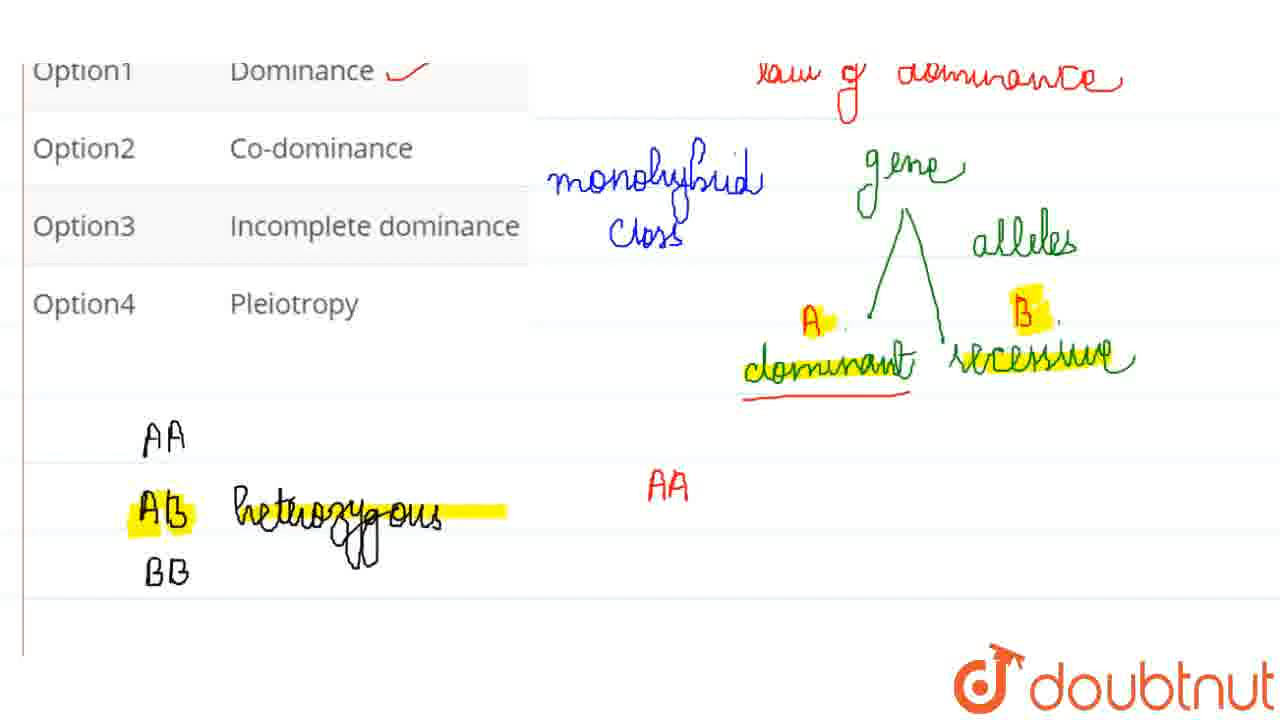 Option1 Dominance
law of dominance
Option2 Co-dominance
monohybrid
Class
gene
alleles
Option3 Incomplete dominance
Option4 Pleiotropy
A B
dominant recessive
AA
AB heterozygous
BB
AA
doubtnut